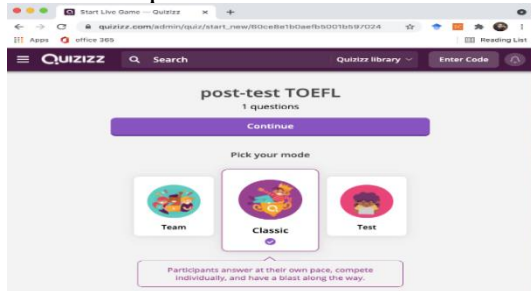 Start Live Game — Quizizz
quizizz.com/admin/quiz/start_new/60ce8e1b0aefb5001b597024
Apps office 365 Reading List
QUIZIZZ Search Quizizz library Enter Code
post-test TOEFL
1 questions
Continue
Pick your mode
Team Classic Test
Participants answer at their own pace, compete
individually, and have a blast along the way.